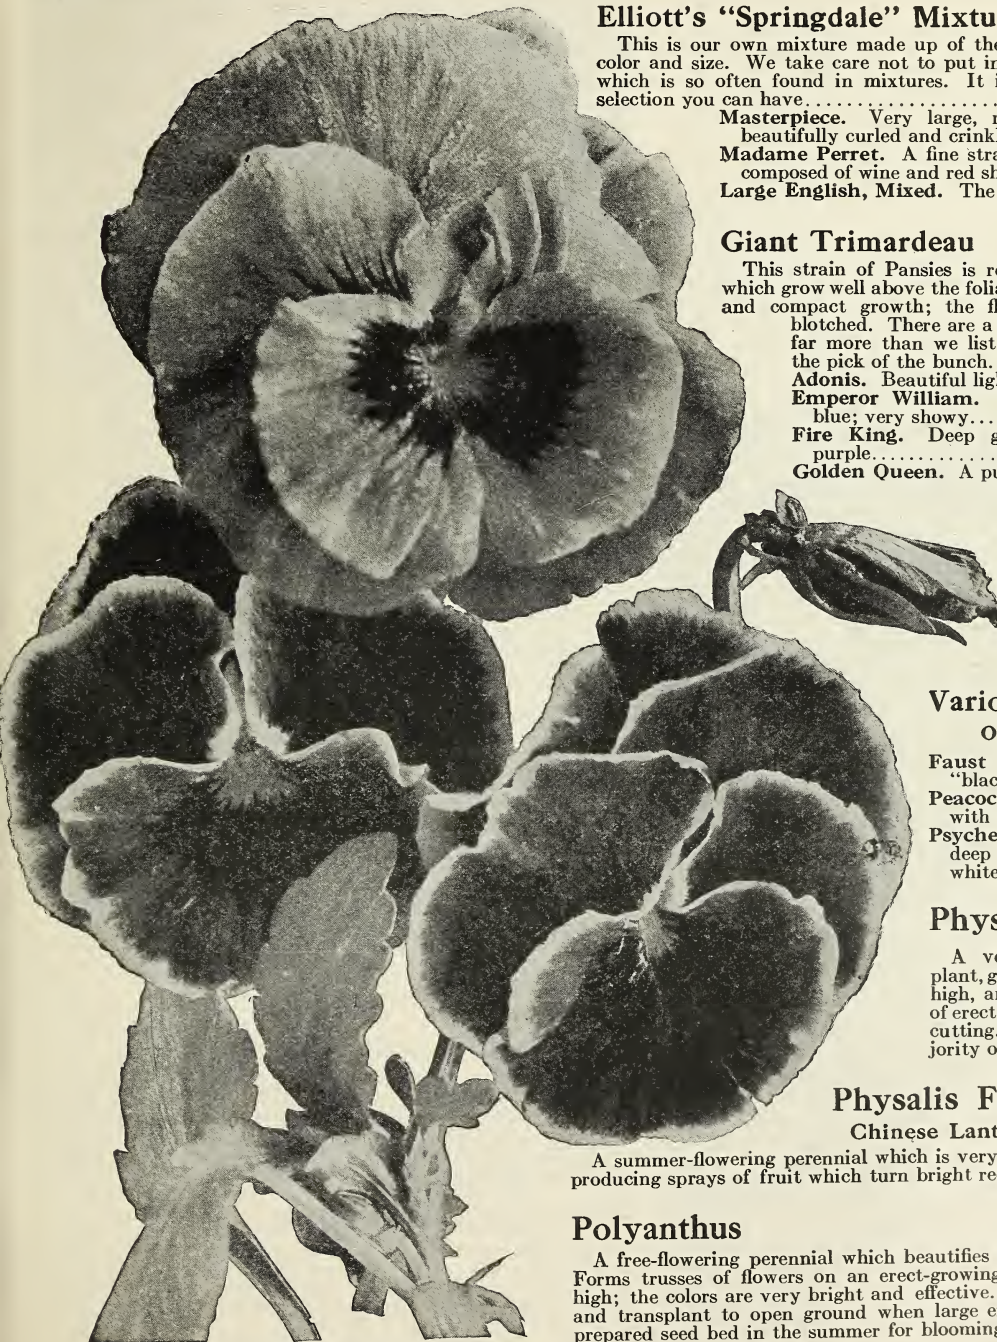 Elliott's "Springdale" Mixtu
This is our own mixture made up of the
color and size. We take care not to put in
which is so often found in mixtures. It i
selection you can have....................
Masterpiece. Very large, r
beautifully curled and crink
Madame Perret. A fine stra
composed of wine and red sh
Large English, Mixed. The
Giant Trimardeau
This strain of Pansies is r
which grow well above the folia
and compact growth; the fl
blotched. There are a
far more than we list
the pick of the bunch.
Adonis. Beautiful lig
Emperor William.
blue; very showy...
Fire King. Deep g
purple.............
Golden Queen. A pu
Vario
O
Faust
"blac
Peacoc
with
Psyche
deep
white
Phys
A ve
plant, g
high, a
of erect
cutting.
jority o
Physalis F
Chinese Lant
A summer-flowering perennial which is very
producing sprays of fruit which turn bright re
Polyanthus
A free-flowering perennial which beautifies
Forms trusses of flowers on an erect-growing
high; the colors are very bright and effective.
and transplant to open ground when large e
prepared seed bed in the summer for blooming